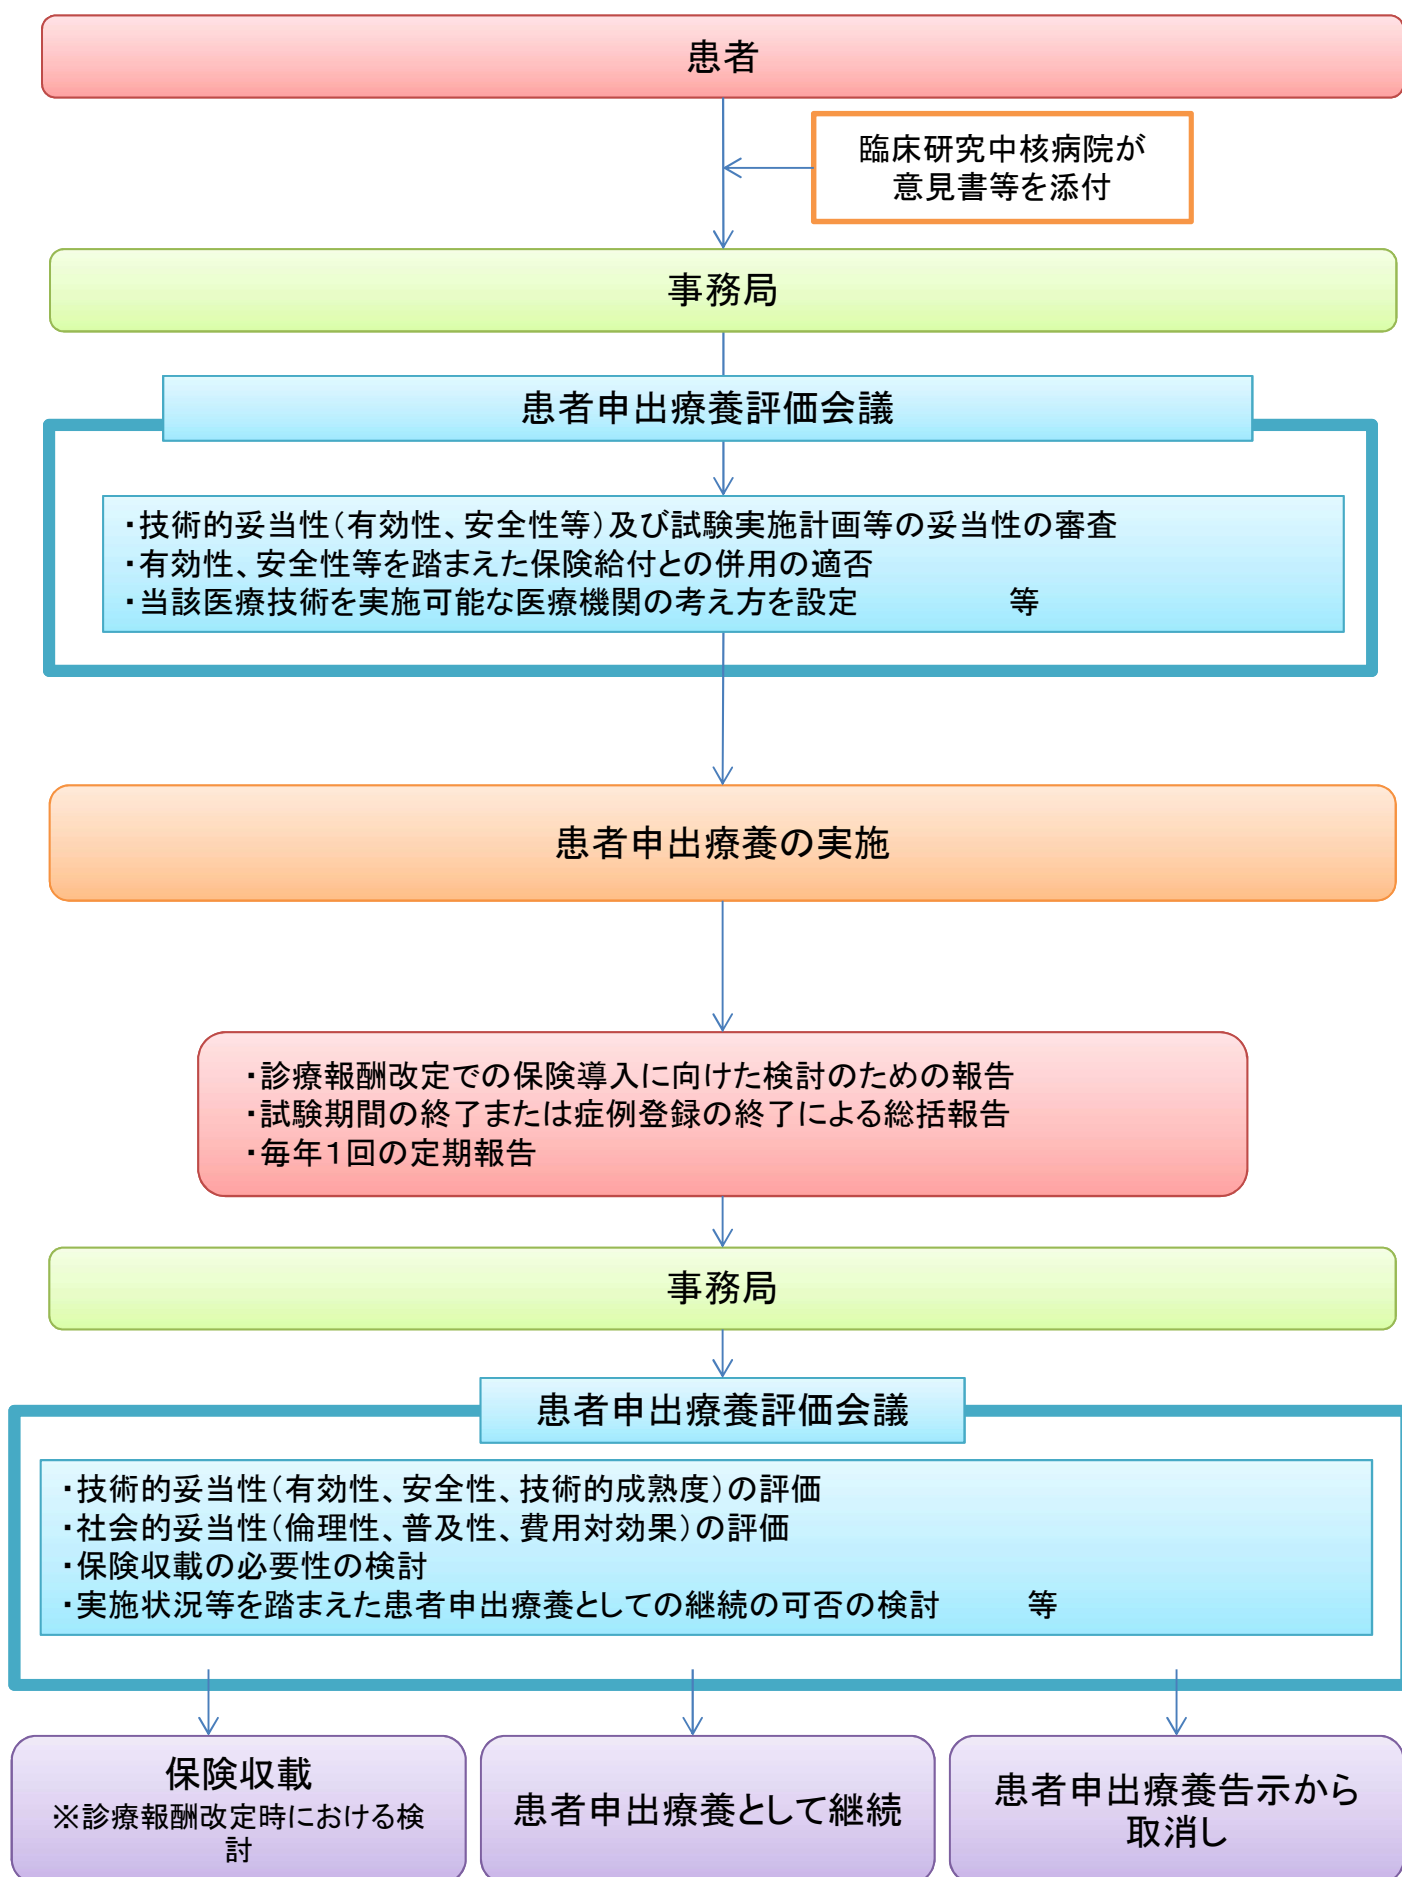 患者
臨床研究中核病院が
意見書等を添付
事務局
患者申出療養評価会議
・技術的妥当性（有効性、安全性等）及び試験実施計画等の妥当性の審査
・有効性、安全性等を踏まえた保険給付との併用の適否
・当該医療技術を実施可能な医療機関の考え方を設定　　　　　等
患者申出療養の実施
・診療報酬改定での保険導入に向けた検討のための報告
・試験期間の終了または症例登録の終了による総括報告
・毎年１回の定期報告
事務局
患者申出療養評価会議
・技術的妥当性（有効性、安全性、技術的成熟度）の評価
・社会的妥当性（倫理性、普及性、費用対効果）の評価
・保険収載の必要性の検討
・実施状況等を踏まえた患者申出療養としての継続の可否の検討　　　等
保険収載
※診療報酬改定時における検
討
患者申出療養として継続
患者申出療養告示から
取消し